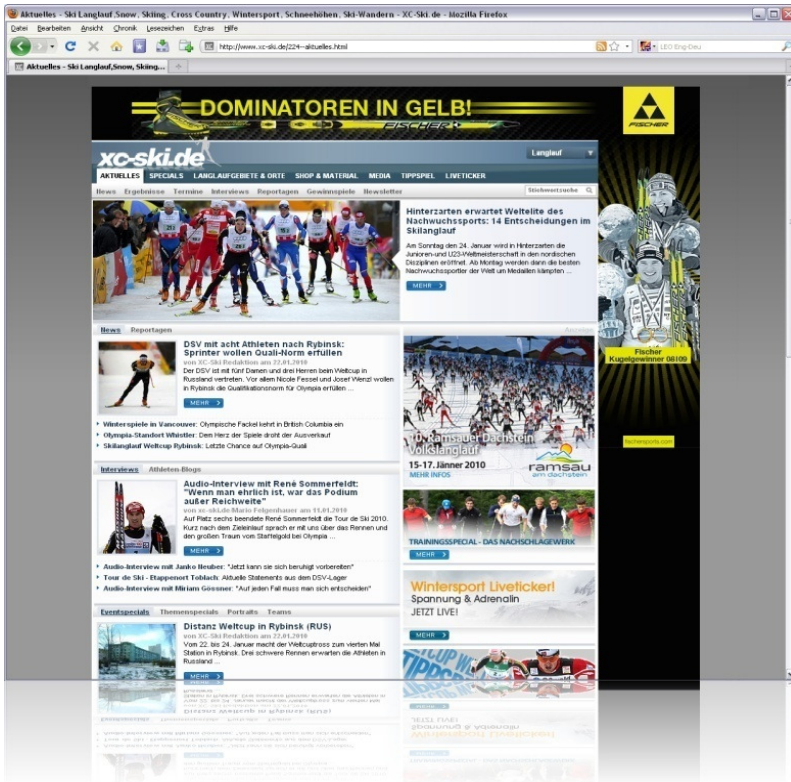 Aktuelles - Ski Langlauf,Snow, Skiing, Cross Country, Wintersport, Schneehöhen, Ski-Wandern - XC-Ski.de - Mozilla Firefox
Datei Bearbeiten Ansicht Chronik Lesezeichen Extras Hilfe
http://www.xc-ski.de/224--aktuelles.html
LEO Eng-Deu
Aktuelles - Ski Langlauf,Snow, Skiing...
DOMINATOREN IN GELB!
FISCHER
FISCHER
xc-ski.de
Langlauf
AKTUELLES SPECIALS LANGLAUFGEBIETE & ORTE SHOP & MATERIAL MEDIA TIPPSPIEL LIVETICKER
News Ergebnisse Termine Interviews Reportagen Gewinnspiele Newsletter
Stichwortsuche
Hinterzarten erwartet Weltelite des
Nachwuchssports: 14 Entscheidungen im
Skilanglauf
Am Sonntag den 24. Januar wird in Hinterzarten die
Junioren-und U23-Weltmeisterschaft in den nordischen
Disziplinen eröffnet. Ab Montag werden dann die besten
Nachwuchssportler der Welt um Medaillen kämpfen ...
MEHR
Fischer
Kugelgewinner 08|09
fischersports.com
News Reportagen
Anzeige
DSV mit acht Athleten nach Rybinsk:
Sprinter wollen Quali-Norm erfüllen
von XC-Ski Redaktion am 22.01.2010
Der DSV ist mit fünf Damen und drei Herren beim Weltcup in
Russland vertreten. Vor allem Nicole Fessel und Josef Wenzl wollen
in Rybinsk die Qualifikationsnorm für Olympia erfüllen ...
MEHR
Winterspiele in Vancouver: Olympische Fackel kehrt in British Columbia ein
Olympia-Standort Whistler: Dem Herz der Spiele droht der Ausverkauf
Skilanglauf Weltcup Rybinsk: Letzte Chance auf Olympia-Quali
10. Ramsauer Dachstein
Volkslanglauf
15-17. Jänner 2010
MEHR INFOS
ramsau
am dachstein
Interviews Athleten-Blogs
Audio-Interview mit René Sommerfeldt:
"Wenn man ehrlich ist, war das Podium
außer Reichweite"
von xc-ski.de/Mario Felgenhauer am 11.01.2010
Auf Platz sechs beendete René Sommerfeldt die Tour de Ski 2010.
Kurz nach dem Zieleinlauf sprach er mit uns über das Rennen und
den großen Traum vom Staffelgold bei Olympia ...
MEHR
Audio-Interview mit Janko Neuber: "Jetzt kann sie sich beruhigt vorbereiten"
Tour de Ski - Etappenort Toblach: Aktuelle Statements aus dem DSV-Lager
Audio-Interview mit Miriam Gössner: "Auf jeden Fall muss man sich entscheiden"
TRAININGSSPECIAL - DAS NACHSCHLAGEWERK
MEHR
Wintersport Liveticker!
Spannung & Adrenalin
JETZT LIVE!
MEHR
Eventspecials Themenspecials Portraits Teams
Distanz Weltcup in Rybinsk (RUS)
von XC-Ski Redaktion am 22.01.2010
Vom 22. bis 24. Januar macht der Weltcuptross zum vierten Mal
Station in Rybinsk. Drei schwere Rennen erwarten die Athleten in
Russland ...
MEHR